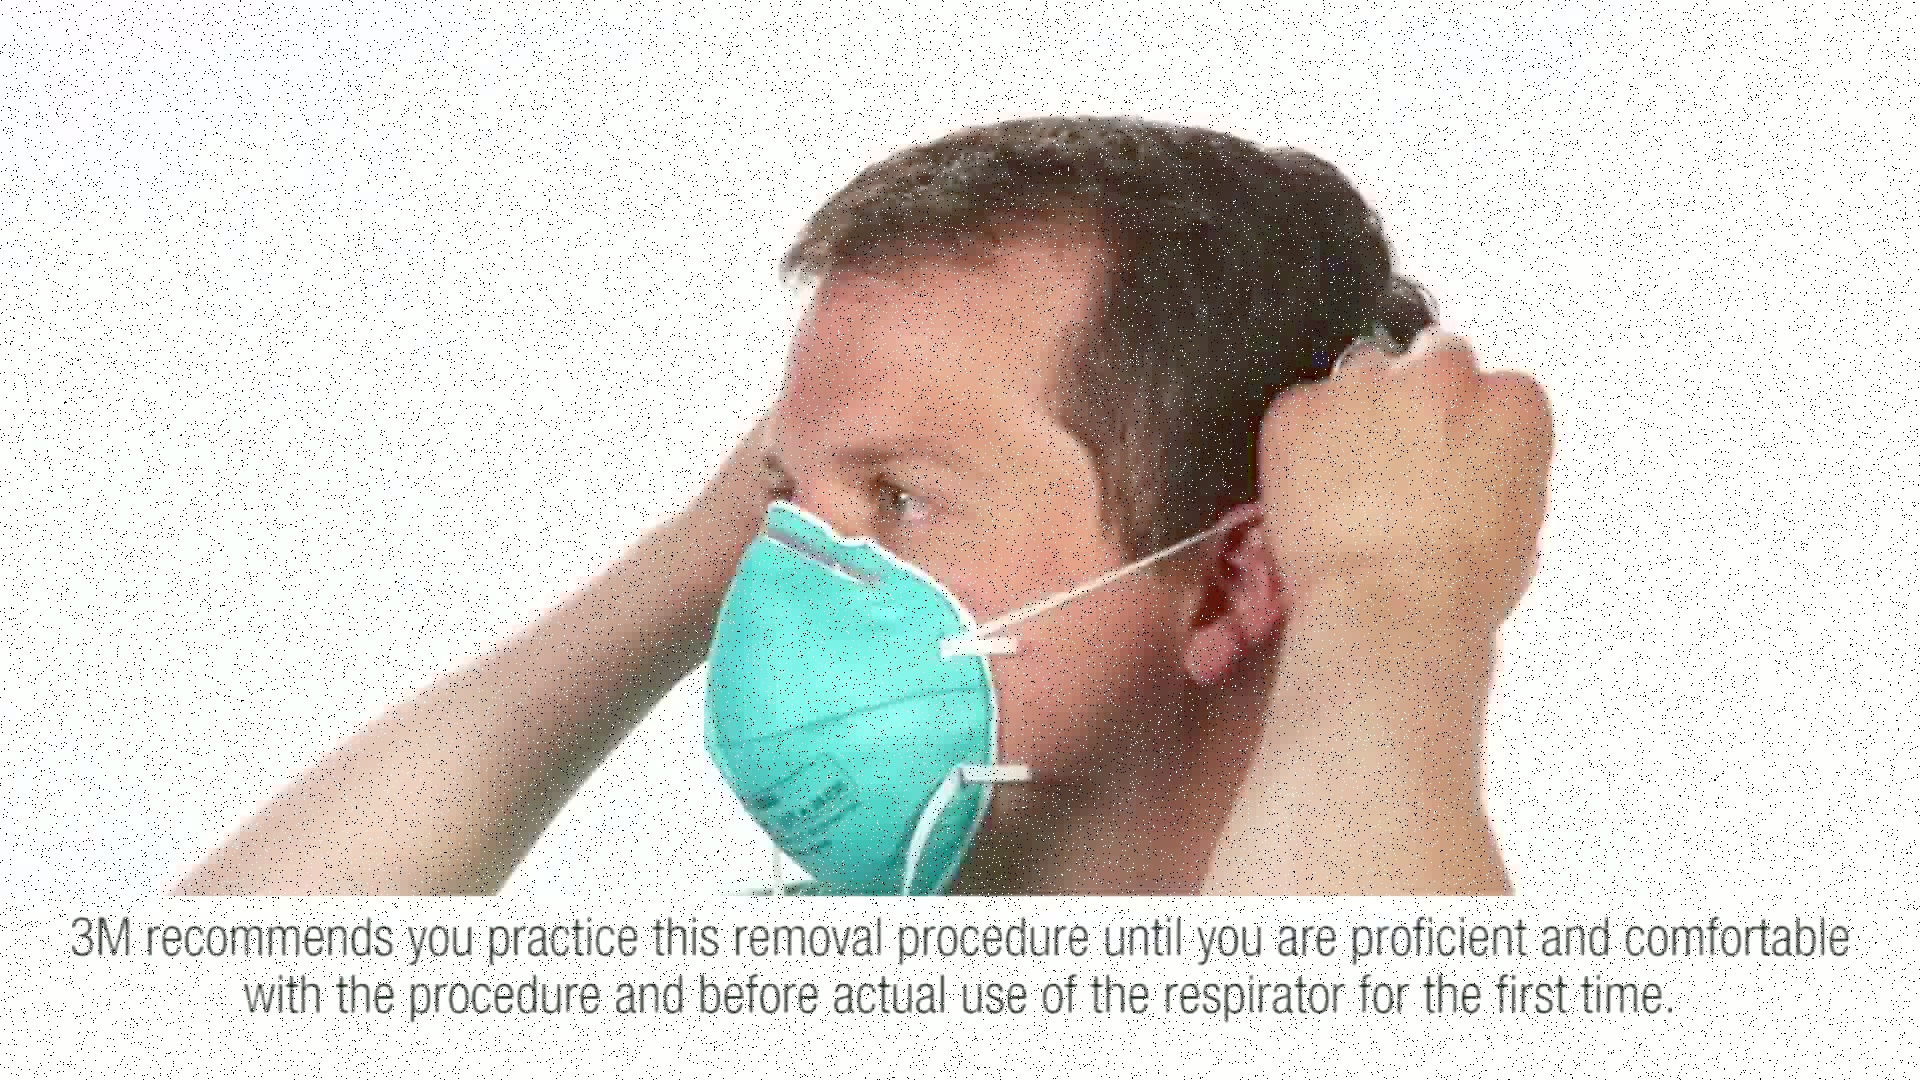 3M recommends you practice this removal procedure until you are proficient and comfortable
with the procedure and before actual use of the respirator for the first time.